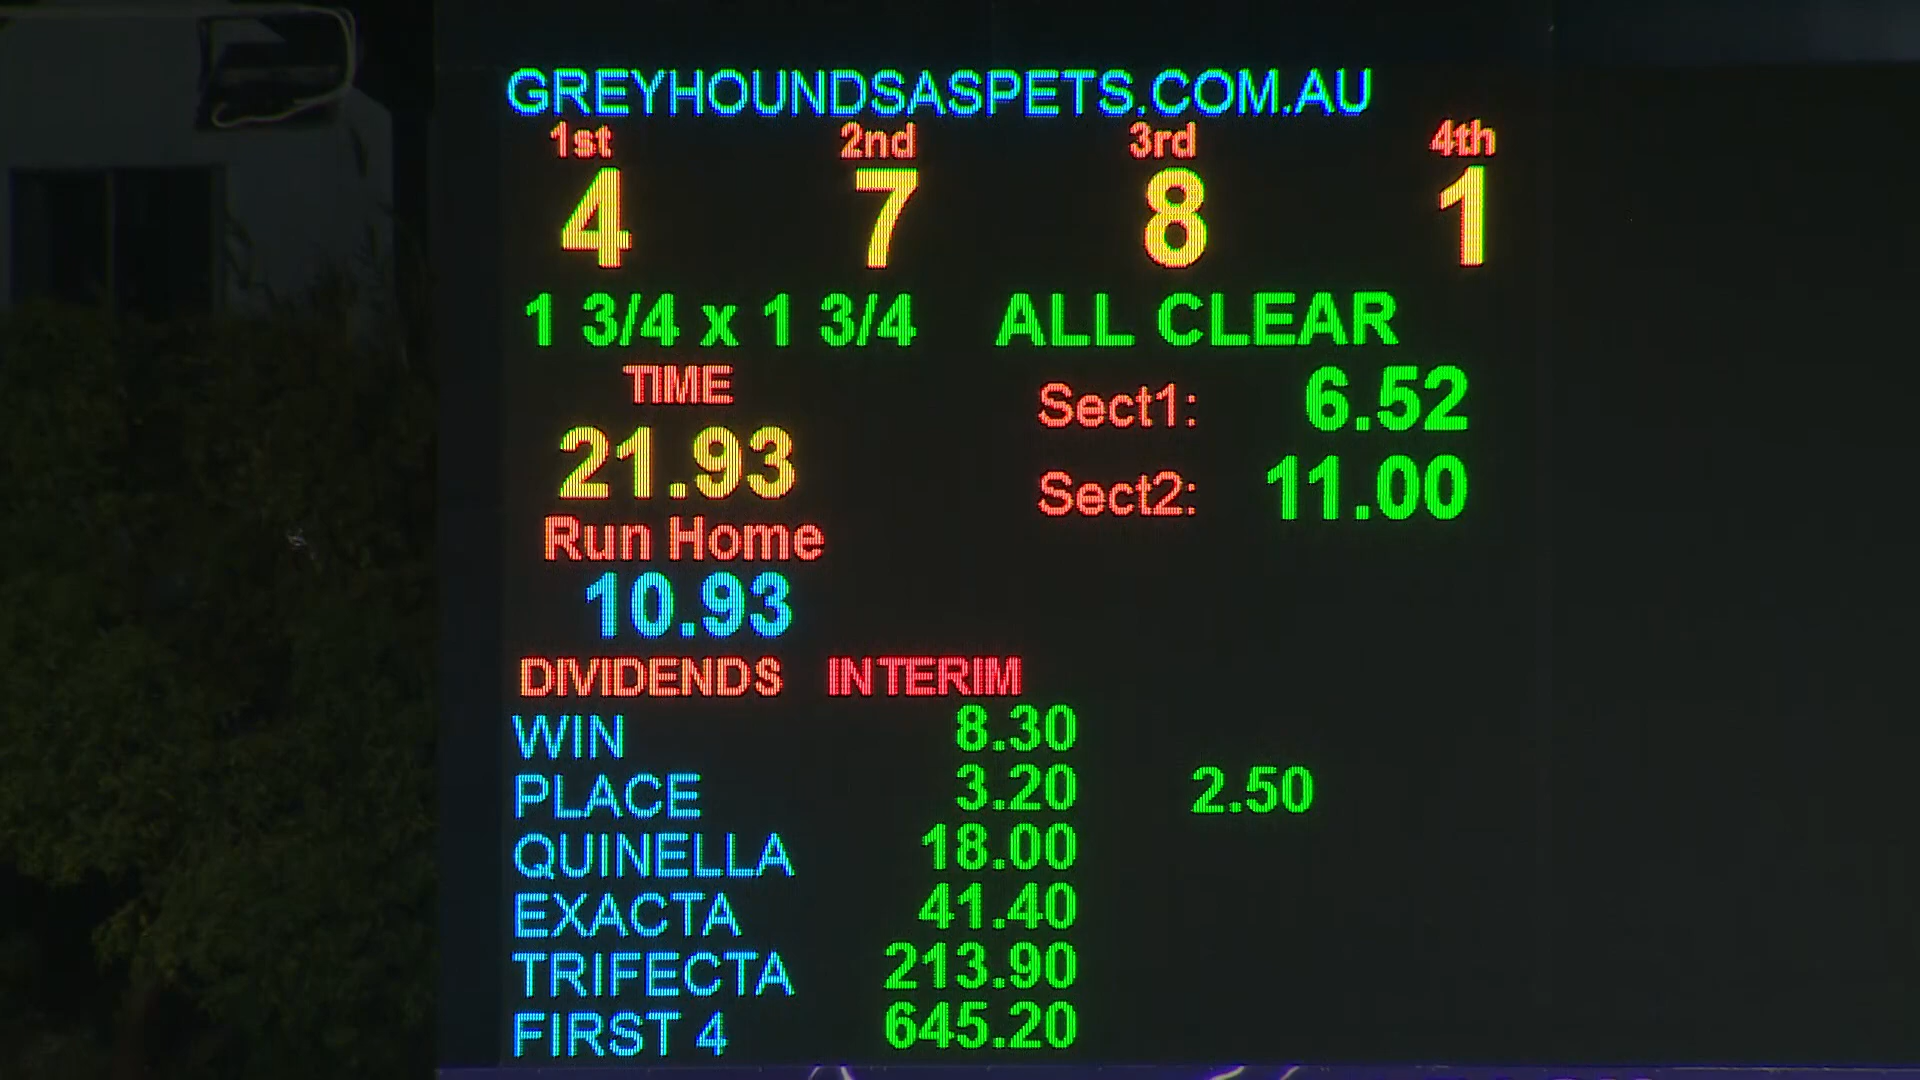 GREYHOUNDSASPETS.COM.AU
1st 2nd 3rd 4th
4 7 8 1
1 3/4 x 1 3/4 ALL CLEAR
TIME
Sect1: 6.52
21.93
Sect2: 11.00
Run Home
10.93
DIVIDENDS INTERIM
WIN 8.30
PLACE 3.20 2.50
QUINELLA 18.00
EXACTA 41.40
TRIFECTA 213.90
FIRST 4 645.20